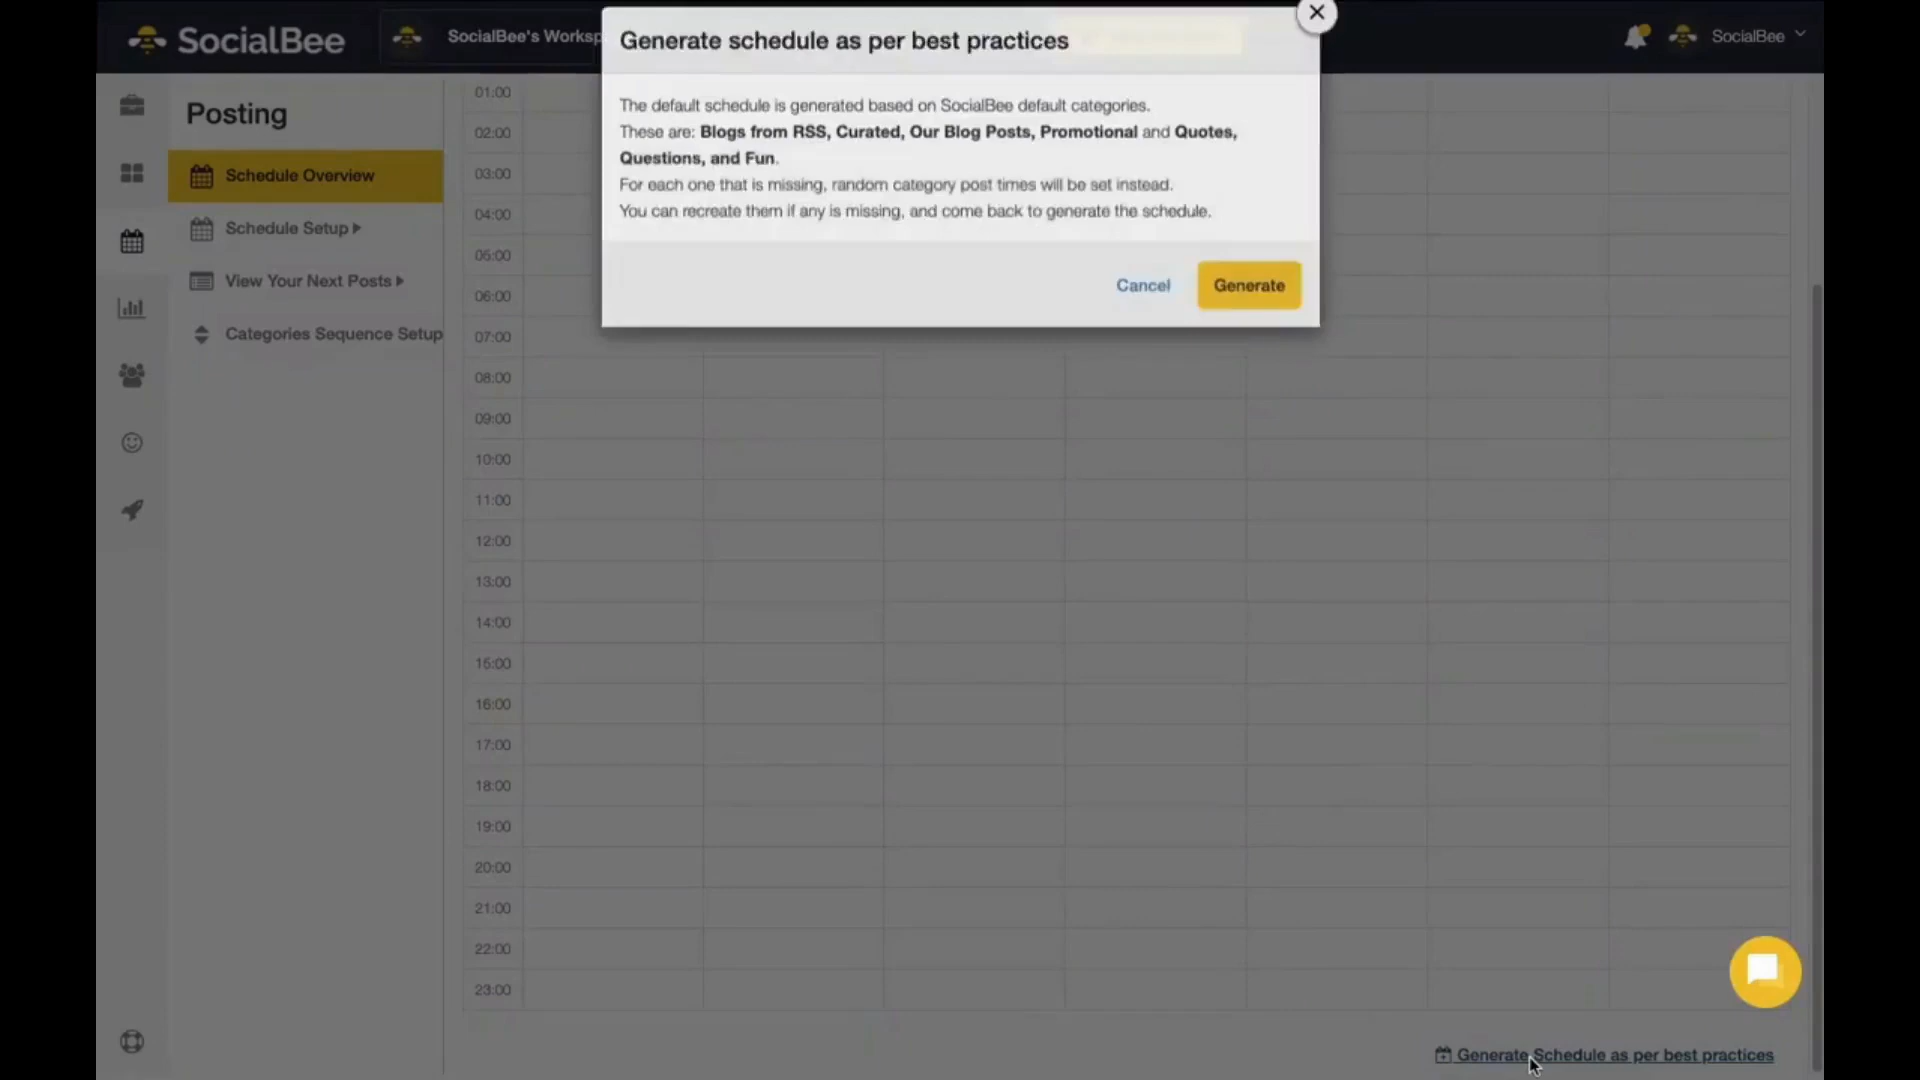 SocialBee
SocialBee's Worksp
Generate schedule as per best practices
SocialBee
The default schedule is generated based on SocialBee default categories.
These are: Blogs from RSS, Curated, Our Blog Posts, Promotional and Quotes,
Questions, and Fun.
For each one that is missing, random category post times will be set instead.
You can recreate them if any is missing, and come back to generate the schedule.
Cancel
Generate
Posting
Schedule Overview
Schedule Setup
View Your Next Posts
Categories Sequence Setup
01:00
02:00
03:00
04:00
05:00
06:00
07:00
08:00
09:00
10:00
11:00
12:00
13:00
14:00
15:00
16:00
17:00
18:00
19:00
20:00
21:00
22:00
23:00
Generate Schedule as per best practices